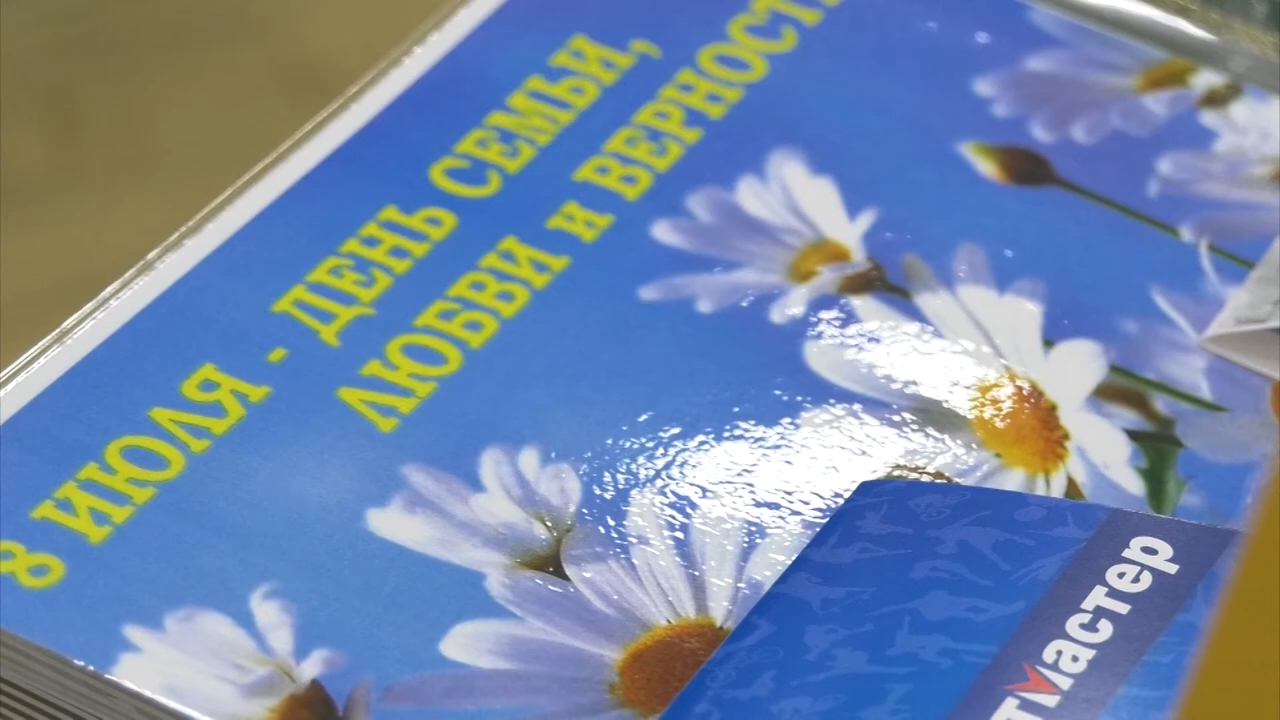 8 ИЮЛЯ - ДЕНЬ СЕМЬИ,
ЛЮБВИ и ВЕРНОСТИ
тМастер